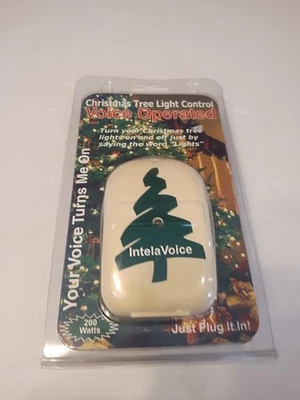 Christmas Tree Light Control
Voice Operated
Turn your Christmas tree
lights on and off just by
saying the word "Lights"
Your Voice Turns Me On
IntelaVoice
200
Watts
Just Plug It In!